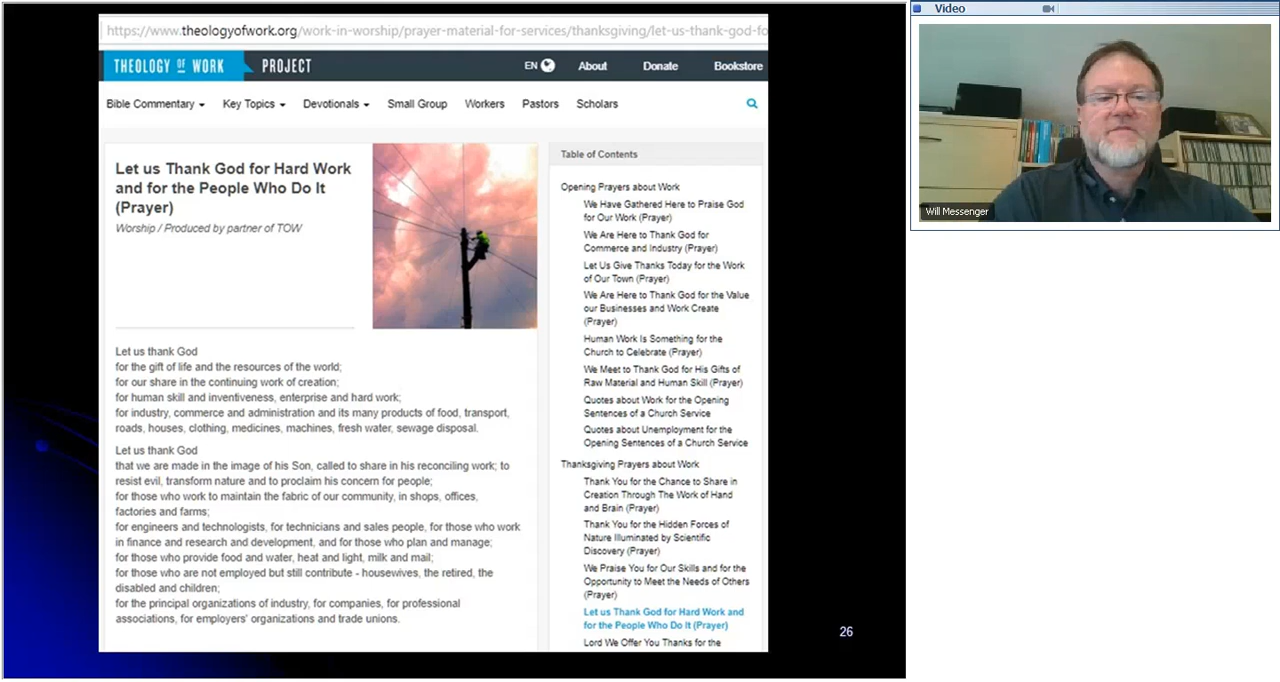 https://www.theologyofwork.org/work-in-worship/prayer-material-for-services/thanksgiving/let-us-thank-god-fo
THEOLOGY OF WORK PROJECT
EN About Donate Bookstore
Bible Commentary Key Topics Devotionals Small Group Workers Pastors Scholars
Let us Thank God for Hard Work
and for the People Who Do It
(Prayer)
Worship / Produced by partner of TOW
Let us thank God
for the gift of life and the resources of the world;
for our share in the continuing work of creation;
for human skill and inventiveness, enterprise and hard work;
for industry, commerce and administration and its many products of food, transport,
roads, houses, clothing, medicines, machines, fresh water, sewage disposal.
Let us thank God
that we are made in the image of his Son, called to share in his reconciling work; to
resist evil, transform nature and to proclaim his concern for people;
for those who work to maintain the fabric of our community, in shops, offices,
factories and farms;
for engineers and technologists, for technicians and sales people, for those who work
in finance and research and development, and for those who plan and manage;
for those who provide food and water, heat and light, milk and mail;
for those who are not employed but still contribute - housewives, the retired, the
disabled and children;
for the principal organizations of industry, for companies, for professional
associations, for employers' organizations and trade unions.
Table of Contents
Opening Prayers about Work
We Have Gathered Here to Praise God
for Our Work (Prayer)
We Are Here to Thank God for
Commerce and Industry (Prayer)
Let Us Give Thanks Today for the Work
of Our Town (Prayer)
We Are Here to Thank God for the Value
our Businesses and Work Create
(Prayer)
Human Work Is Something for the
Church to Celebrate (Prayer)
We Meet to Thank God for His Gifts of
Raw Material and Human Skill (Prayer)
Quotes about Work for the Opening
Sentences of a Church Service
Quotes about Unemployment for the
Opening Sentences of a Church Service
Thanksgiving Prayers about Work
Thank You for the Chance to Share in
Creation Through The Work of Hand
and Brain (Prayer)
Thank You for the Hidden Forces of
Nature Illuminated by Scientific
Discovery (Prayer)
We Praise You for Our Skills and for the
Opportunity to Meet the Needs of Others
(Prayer)
Let us Thank God for Hard Work and
for the People Who Do It (Prayer)
Lord We Offer You Thanks for the
26
Video
Will Messenger